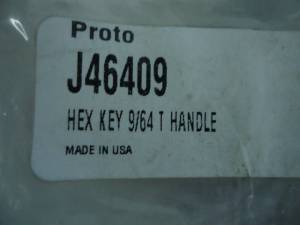 Proto
J46409
HEX KEY 9/64 T HANDLE
MADE IN USA